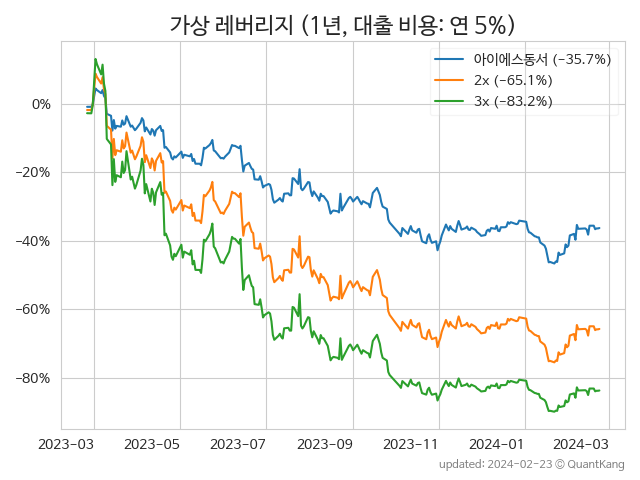 가상 레버리지 (1년, 대출 비용: 연 5%)
아이에스동서 (−35.7%)
2x (−65.1%)
3x (−83.2%)
0%
−20%
−40%
−60%
−80%
2023-03 2023-05 2023-07 2023-09 2023-11 2024-01 2024-03
updated: 2024-02-23 © QuantKang